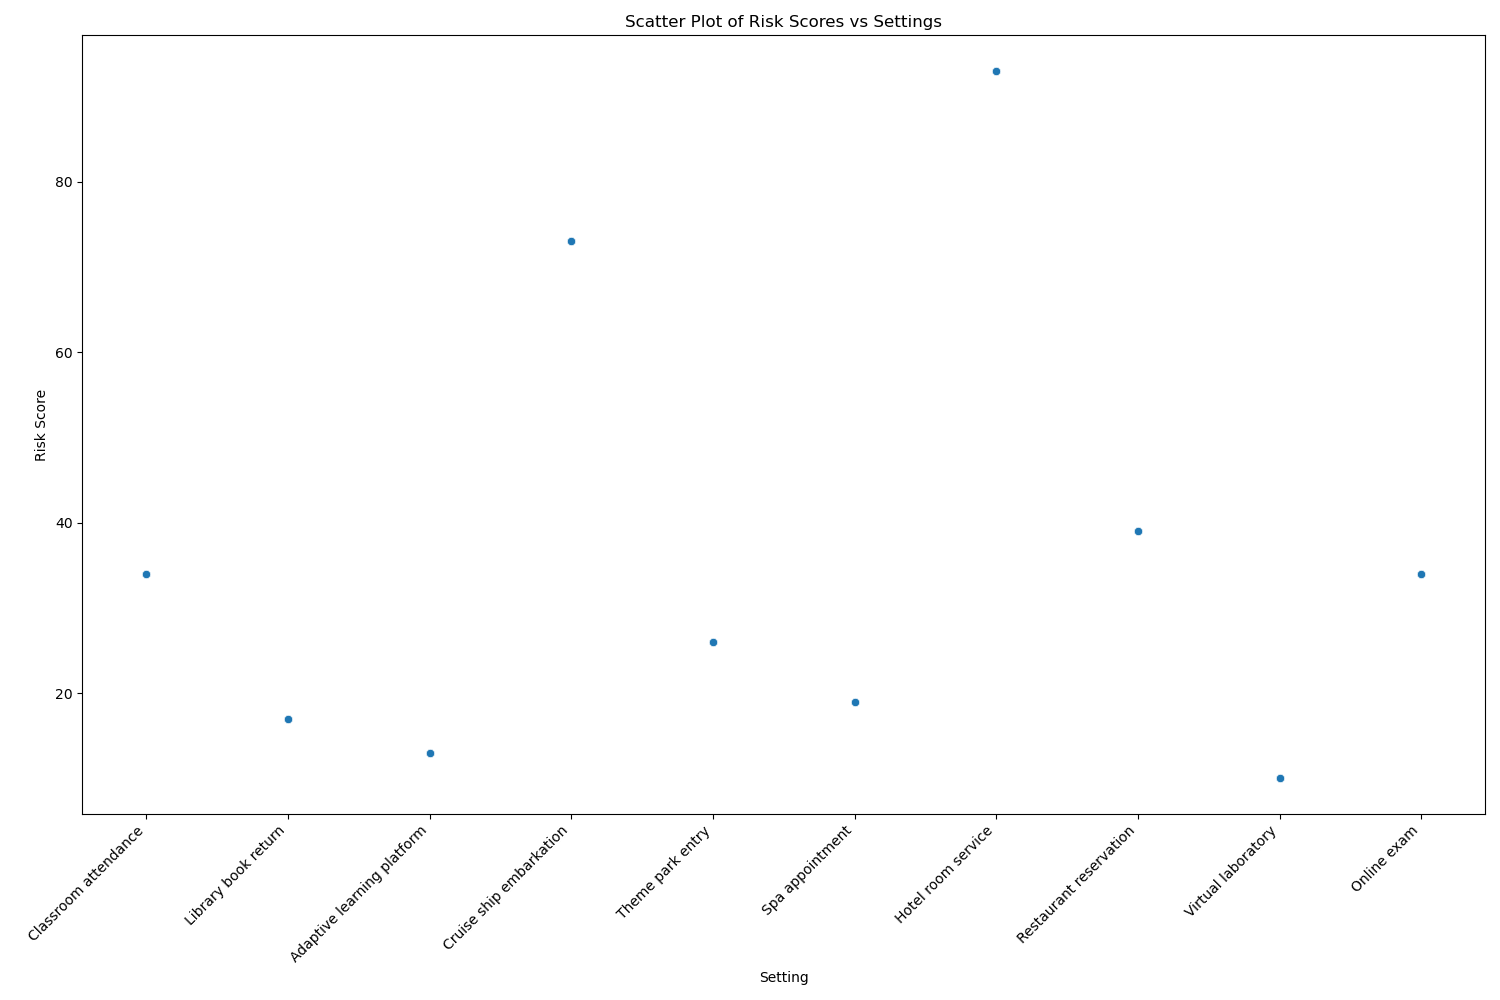 Scatter Plot of Risk Scores vs Settings
80
60
40
20
Risk Score
Classroom attendance
Library book return
Adaptive learning platform
Cruise ship embarkation
Theme park entry
Spa appointment
Hotel room service
Restaurant reservation
Virtual laboratory
Online exam
Setting